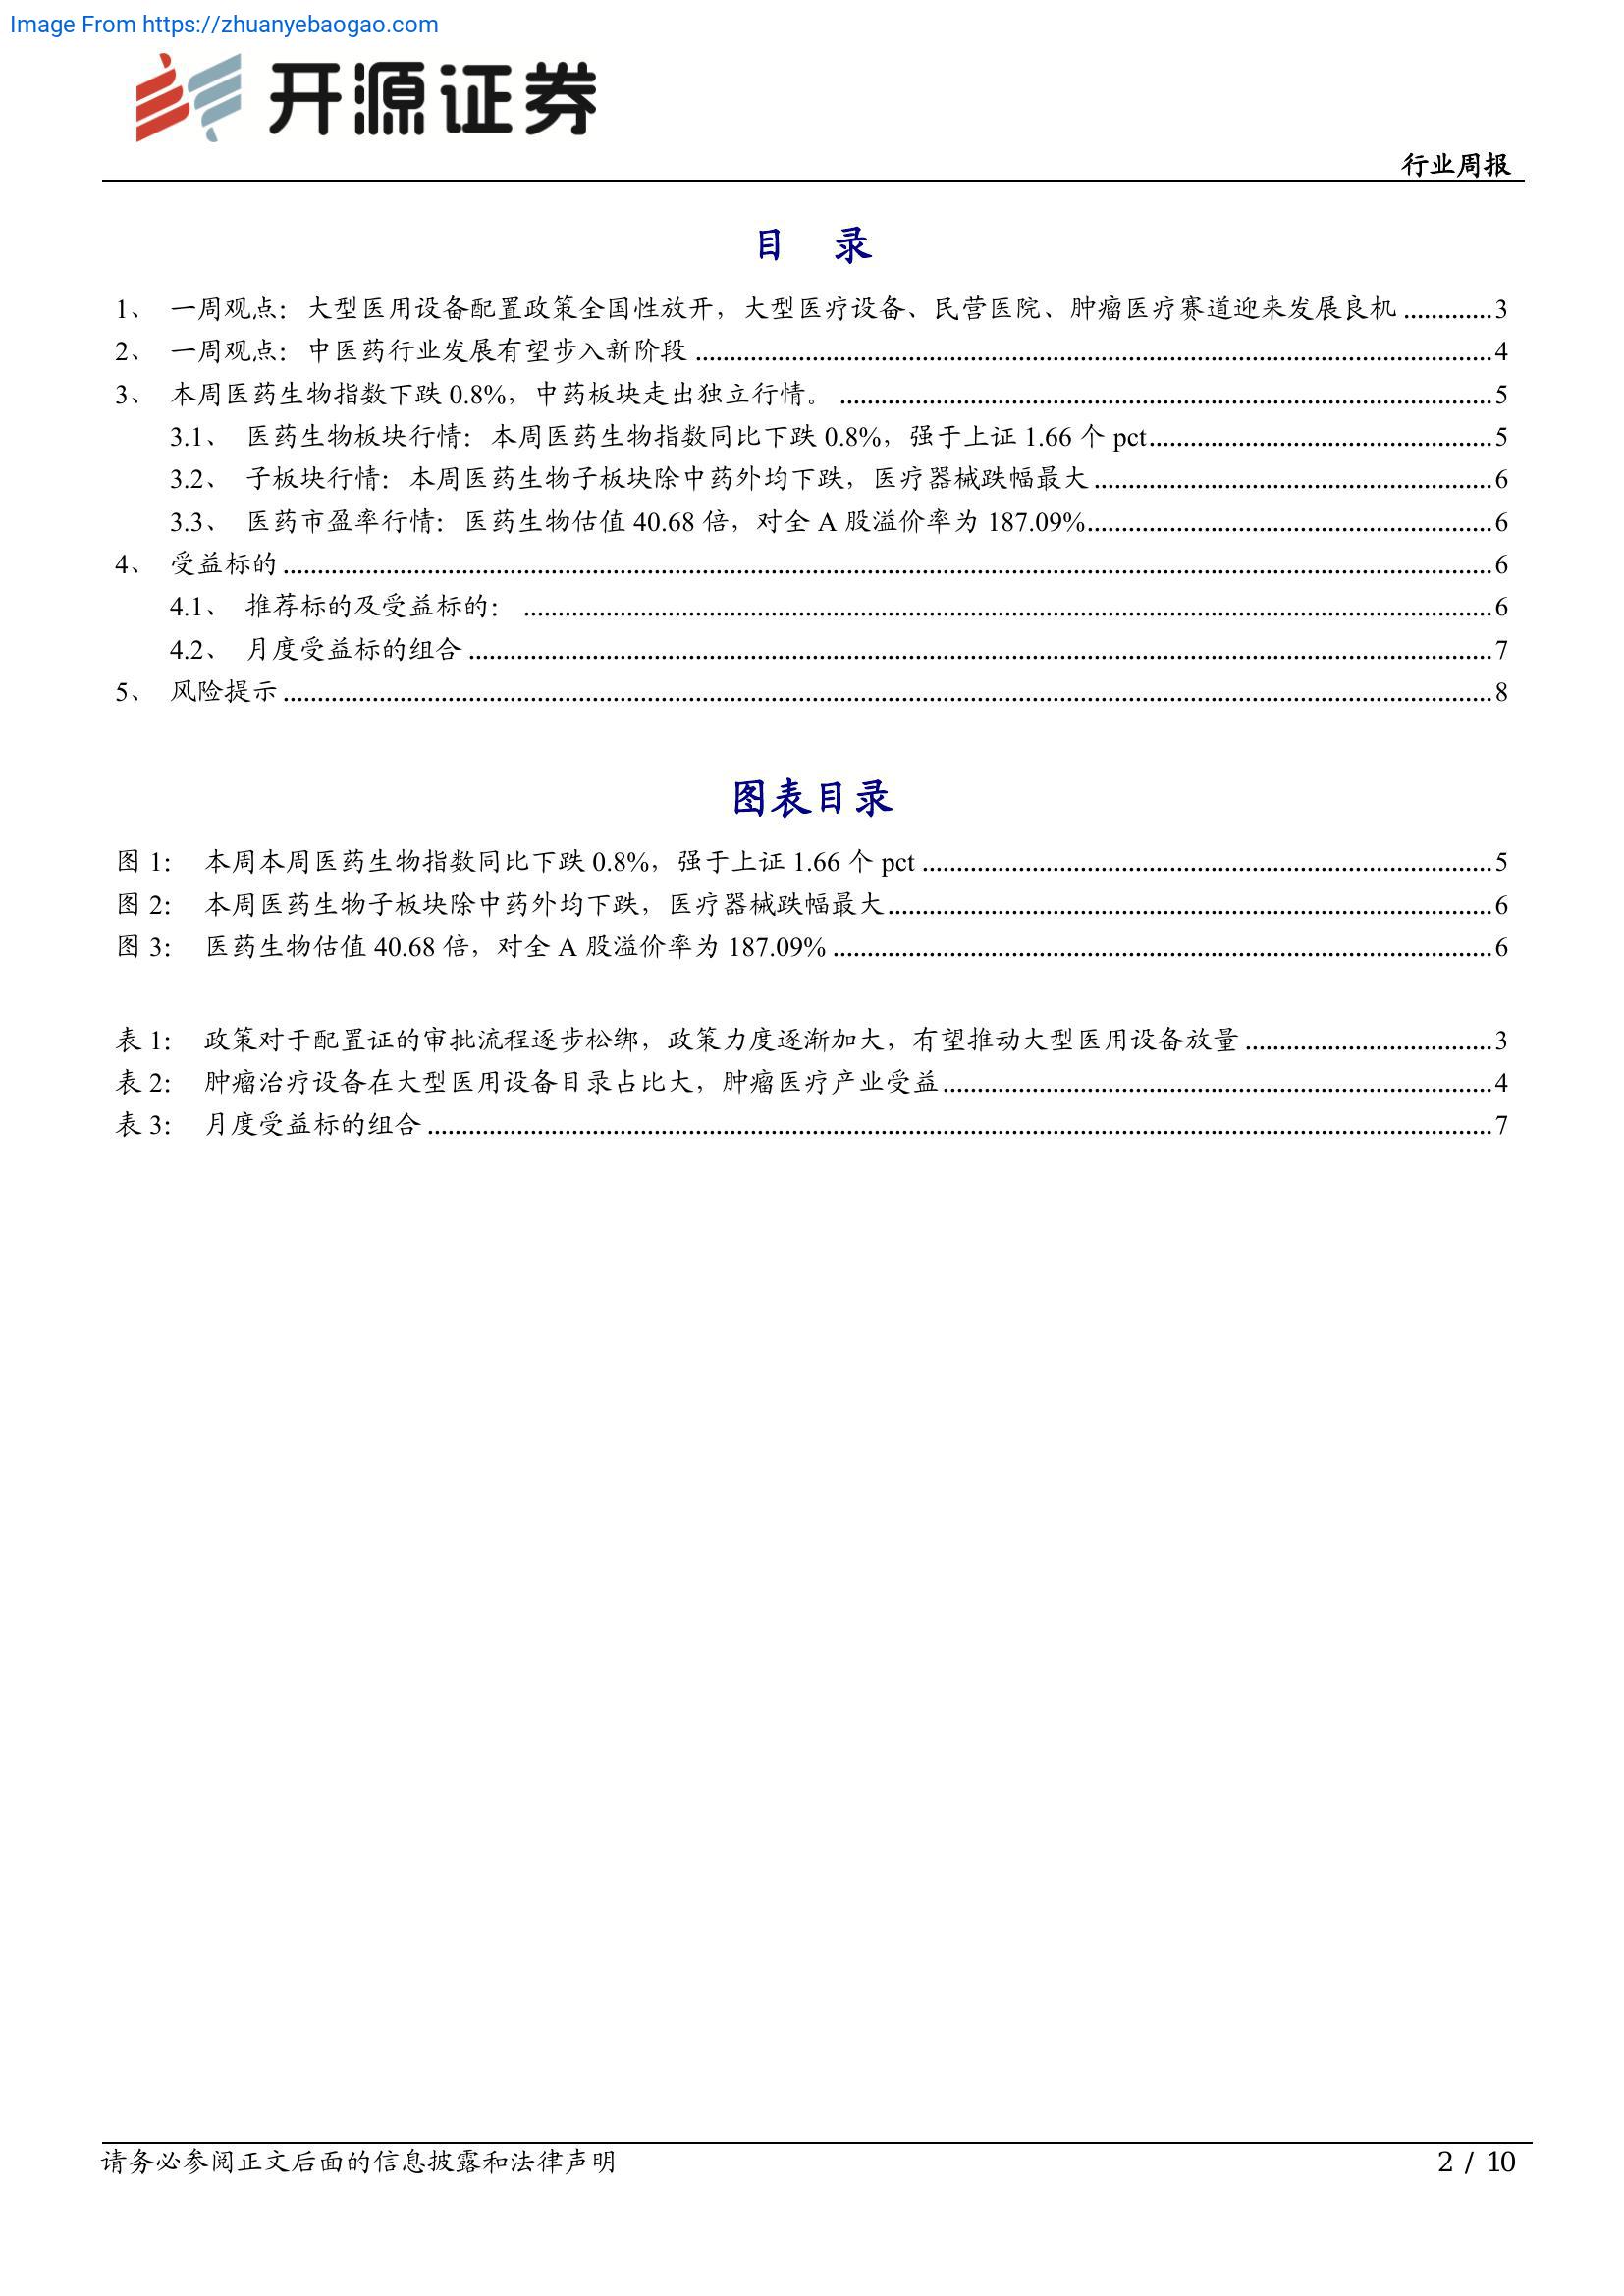 Image From https://zhuanyebaogao.com
开源证券
行业周报
目 录
1、 一周观点：大型医用设备配置政策全国性放开，大型医疗设备、民营医院、肿瘤医疗赛道迎来发展良机 ............. 3
2、 一周观点：中医药行业发展有望步入新阶段 ............. 4
3、 本周医药生物指数下跌 0.8%，中药板块走出独立行情。 ............. 5
3.1、 医药生物板块行情：本周医药生物指数同比下跌 0.8%，强于上证 1.66 个 pct ............. 5
3.2、 子板块行情：本周医药生物子板块除中药外均下跌，医疗器械跌幅最大 ............. 6
3.3、 医药市盈率行情：医药生物估值 40.68 倍，对全 A 股溢价率为 187.09% ............. 6
4、 受益标的 ............. 6
4.1、 推荐标的及受益标的： ............. 6
4.2、 月度受益标的组合 ............. 7
5、 风险提示 ............. 8
图表目录
图 1： 本周本周医药生物指数同比下跌 0.8%，强于上证 1.66 个 pct ............. 5
图 2： 本周医药生物子板块除中药外均下跌，医疗器械跌幅最大 ............. 6
图 3： 医药生物估值 40.68 倍，对全 A 股溢价率为 187.09% ............. 6
表 1： 政策对于配置证的审批流程逐步松绑，政策力度逐渐加大，有望推动大型医用设备放量 ............. 3
表 2： 肿瘤治疗设备在大型医用设备目录占比大，肿瘤医疗产业受益 ............. 4
表 3： 月度受益标的组合 ............. 7
请务必参阅正文后面的信息披露和法律声明
2 / 10